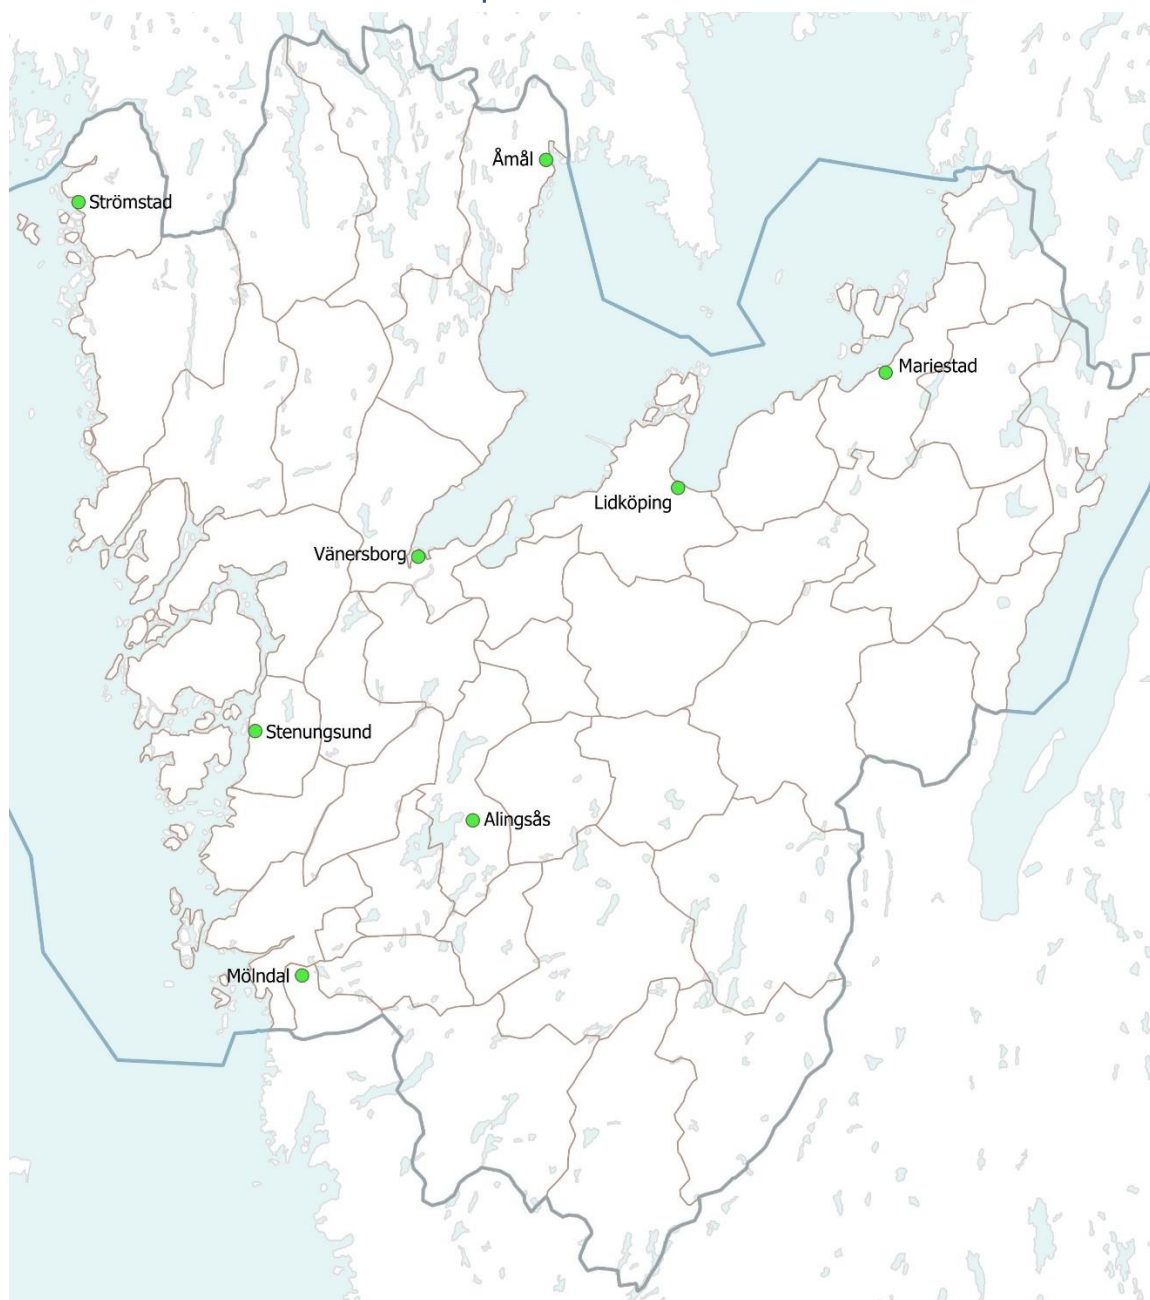 Åmål
Strömstad
Mariestad
Lidköping
Vänersborg
Stenungsund
Alingsås
Mölndal